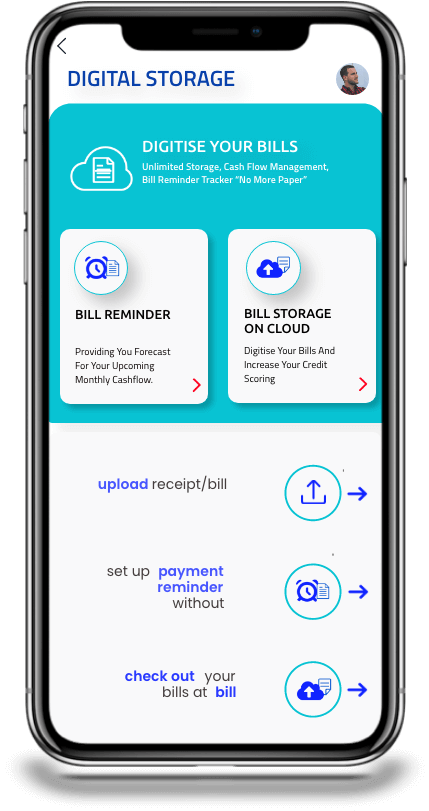 DIGITAL STORAGE
DIGITISE YOUR BILLS
Unlimited Storage, Cash Flow Management,
Bill Reminder Tracker “No More Paper”
BILL REMINDER
Providing You Forecast
For Your Upcoming
Monthly Cashflow.
BILL STORAGE
ON CLOUD
Digitise Your Bills And
Increase Your Credit
Scoring
upload receipt/bill
set up payment
reminder
without
check out your
bills at bill